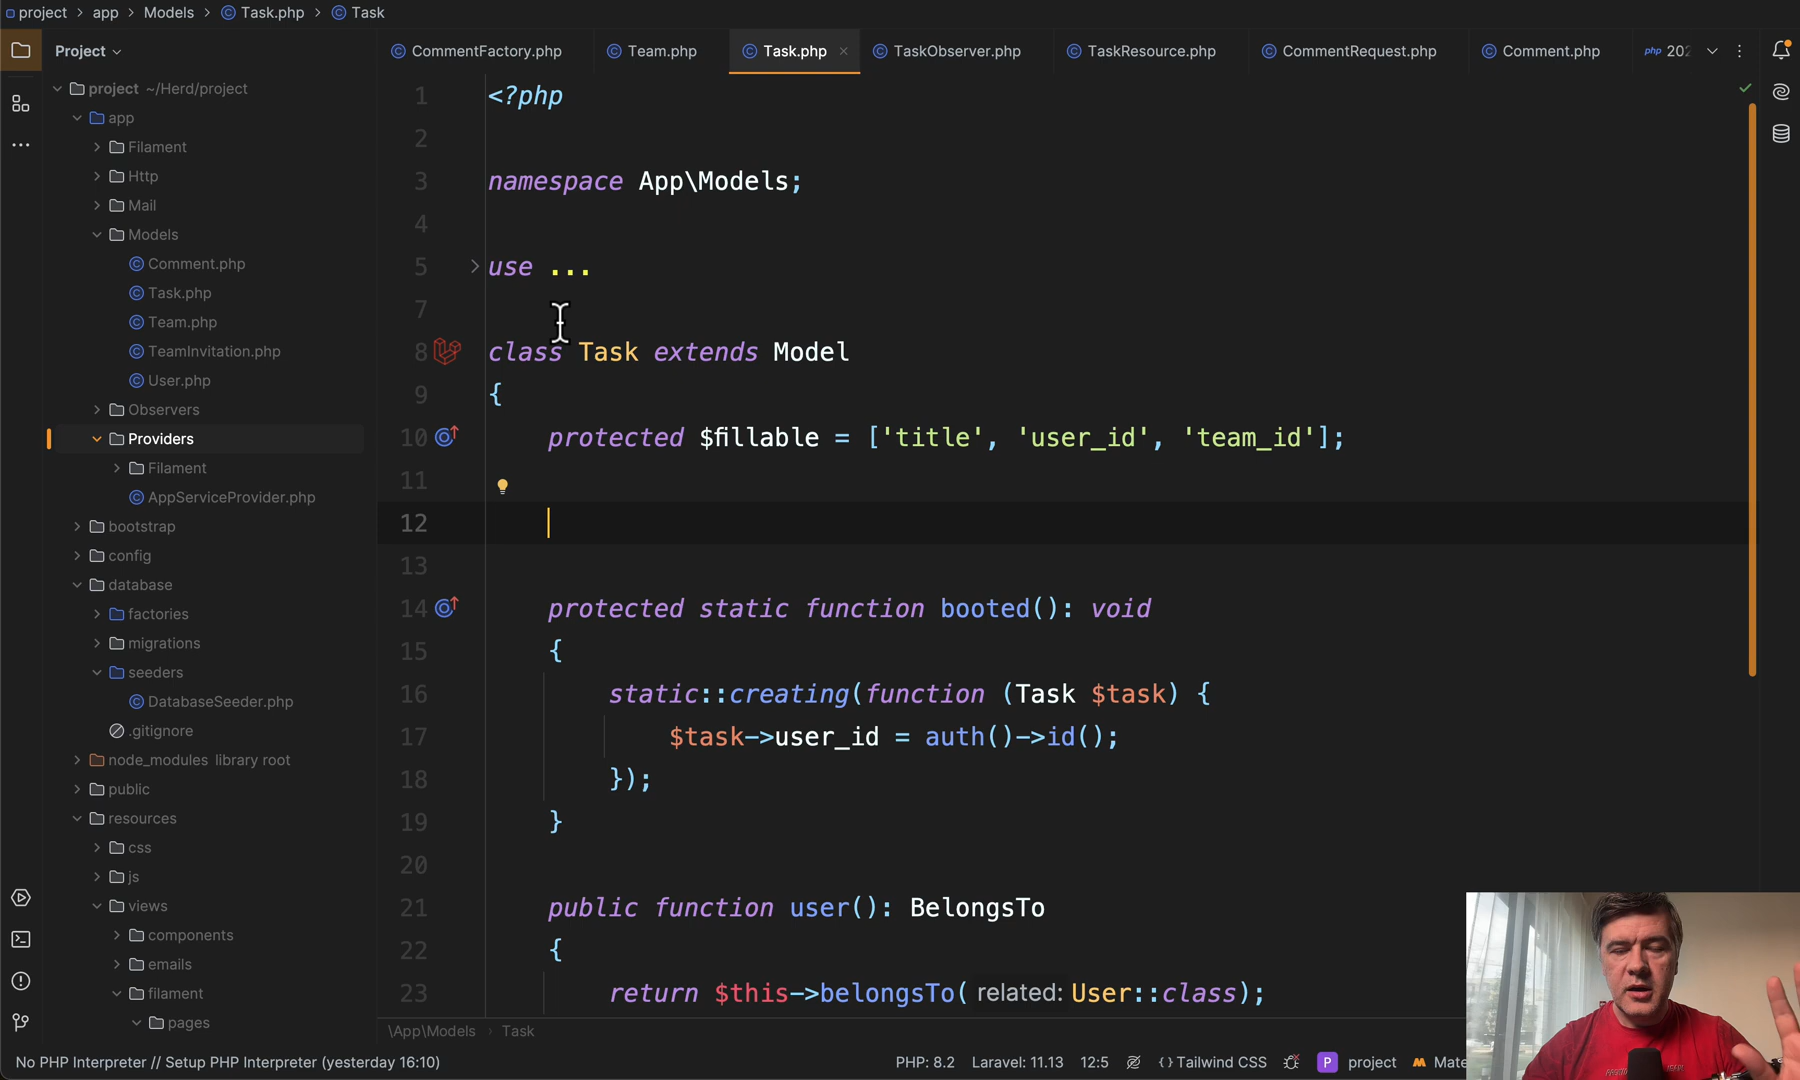 project > app > Models > Task.php > Task
Project
CommentFactory.php
Team.php
Task.php
TaskObserver.php
TaskResource.php
CommentRequest.php
Comment.php
php 202
project ~/Herd/project
app
Filament
Http
Mail
Models
Comment.php
Task.php
Team.php
TeamInvitation.php
User.php
Observers
Providers
Filament
AppServiceProvider.php
bootstrap
config
database
factories
migrations
seeders
DatabaseSeeder.php
.gitignore
node_modules library root
public
resources
css
js
views
components
emails
filament
pages
1 <?php
2
3 namespace App\Models;
4
5 use ...
7
8 class Task extends Model
9 {
10 protected $fillable = ['title', 'user_id', 'team_id'];
11
12
13
14 protected static function booted(): void
15 {
16 static::creating(function (Task $task) {
17 $task->user_id = auth()->id();
18 });
19 }
20
21 public function user(): BelongsTo
22 {
23 return $this->belongsTo( related: User::class);
\App\Models > Task
No PHP Interpreter // Setup PHP Interpreter (yesterday 16:10)
PHP: 8.2
Laravel: 11.13
12:5
Tailwind CSS
P project
Mate